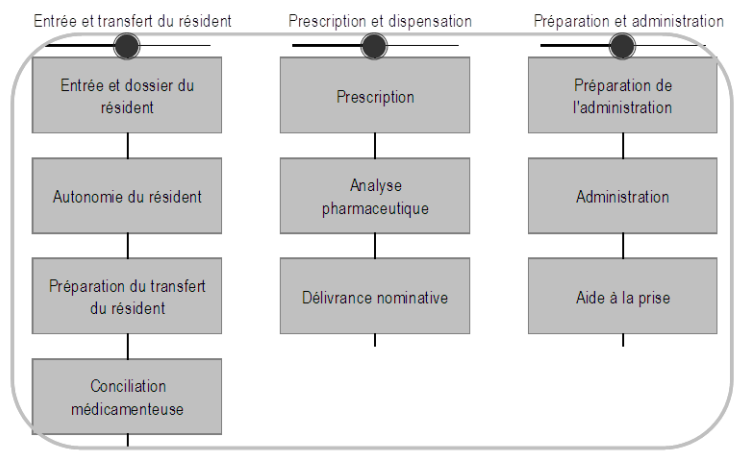 Entrée et transfert du résident
Entrée et dossier du
résident
Autonomie du résident
Préparation du transfert
du résident
Conciliation
médicamenteuse
Prescription et dispensation
Prescription
Analyse
pharmaceutique
Délivrance nominative
Préparation et administration
Préparation de
l'administration
Administration
Aide à la prise